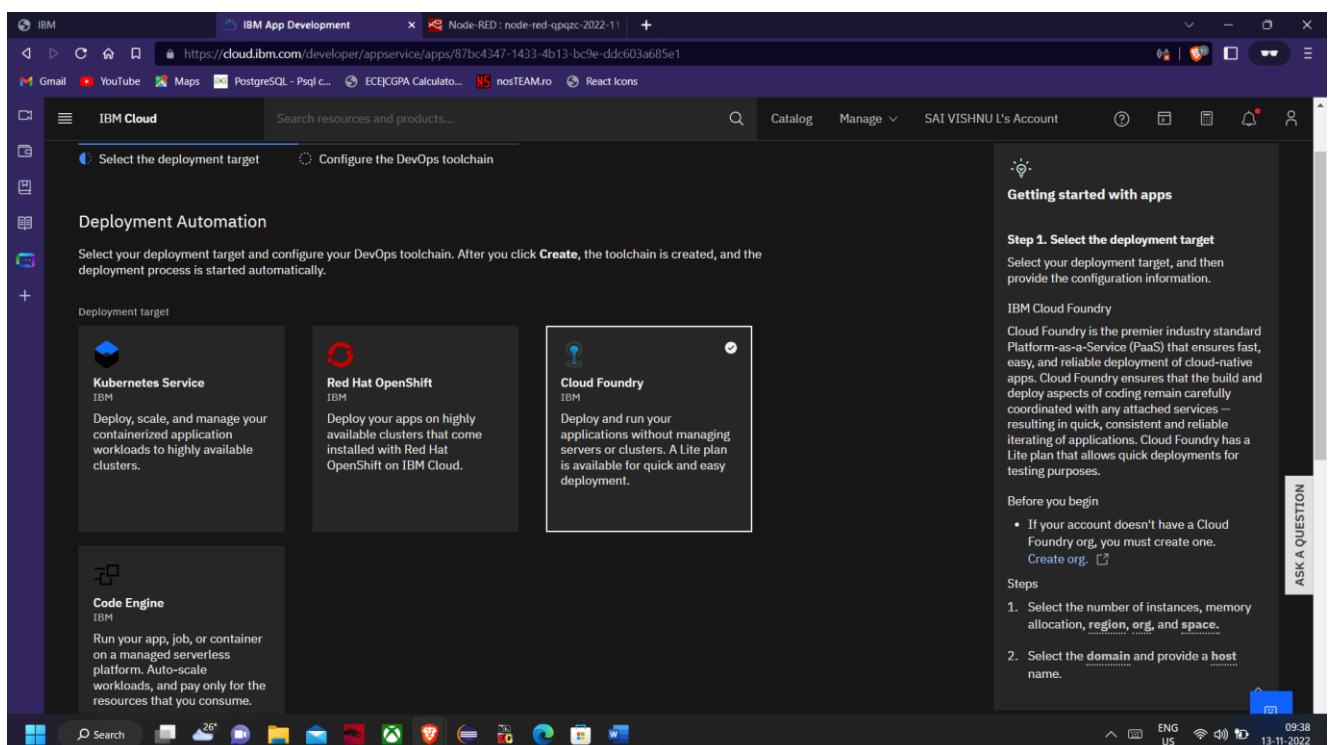 IBM
IBM App Development
Node-RED : node-red-qpqzc-2022-11
https://cloud.ibm.com/developer/appservice/apps/87bc4347-1433-4b13-bc9e-ddc603a685e1
Gmail
YouTube
Maps
PostgreSQL - Psql c...
ECE|CGPA Calculato...
nosTEAM.ro
React Icons
IBM Cloud
Search resources and products...
Catalog
Manage
SAI VISHNU L's Account
Select the deployment target
Configure the DevOps toolchain
Deployment Automation
Select your deployment target and configure your DevOps toolchain. After you click Create, the toolchain is created, and the
deployment process is started automatically.
Deployment target
Kubernetes Service
IBM
Deploy, scale, and manage your
containerized application
workloads to highly available
clusters.
Red Hat OpenShift
IBM
Deploy your apps on highly
available clusters that come
installed with Red Hat
OpenShift on IBM Cloud.
Cloud Foundry
IBM
Deploy and run your
applications without managing
servers or clusters. A Lite plan
is available for quick and easy
deployment.
Code Engine
IBM
Run your app, job, or container
on a managed serverless
platform. Auto-scale
workloads, and pay only for the
resources that you consume.
Getting started with apps
Step 1. Select the deployment target
Select your deployment target, and then
provide the configuration information.
IBM Cloud Foundry
Cloud Foundry is the premier industry standard
Platform-as-a-Service (PaaS) that ensures fast,
easy, and reliable deployment of cloud-native
apps. Cloud Foundry ensures that the build and
deploy aspects of coding remain carefully
coordinated with any attached services —
resulting in quick, consistent and reliable
iterating of applications. Cloud Foundry has a
Lite plan that allows quick deployments for
testing purposes.
Before you begin
• If your account doesn't have a Cloud
Foundry org, you must create one.
Create org.
Steps
1. Select the number of instances, memory
allocation, region, org, and space.
2. Select the domain and provide a host
name.
ASK A QUESTION
Search
26°
ENG
US
09:38
13-11-2022